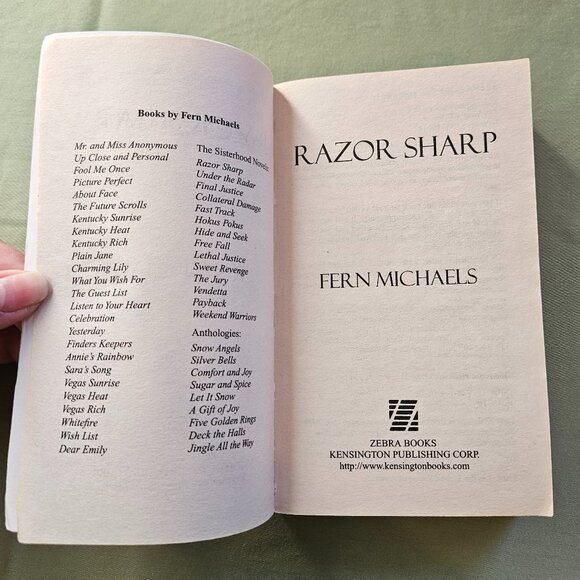 Books by Fern Michaels
Mr. and Miss Anonymous
Up Close and Personal
Fool Me Once
Picture Perfect
About Face
The Future Scrolls
Kentucky Sunrise
Kentucky Heat
Kentucky Rich
Plain Jane
Charming Lily
What You Wish For
The Guest List
Listen to Your Heart
Celebration
Yesterday
Finders Keepers
Annie's Rainbow
Sara's Song
Vegas Sunrise
Vegas Heat
Vegas Rich
Whitefire
Wish List
Dear Emily
The Sisterhood Novels:
Razor Sharp
Under the Radar
Final Justice
Collateral Damage
Fast Track
Hokus Pokus
Hide and Seek
Free Fall
Lethal Justice
Sweet Revenge
The Jury
Vendetta
Payback
Weekend Warriors
Anthologies:
Snow Angels
Silver Bells
Comfort and Joy
Sugar and Spice
Let It Snow
A Gift of Joy
Five Golden Rings
Deck the Halls
Jingle All the Way
RAZOR SHARP
FERN MICHAELS
ZEBRA BOOKS
KENSINGTON PUBLISHING CORP.
http://www.kensingtonbooks.com